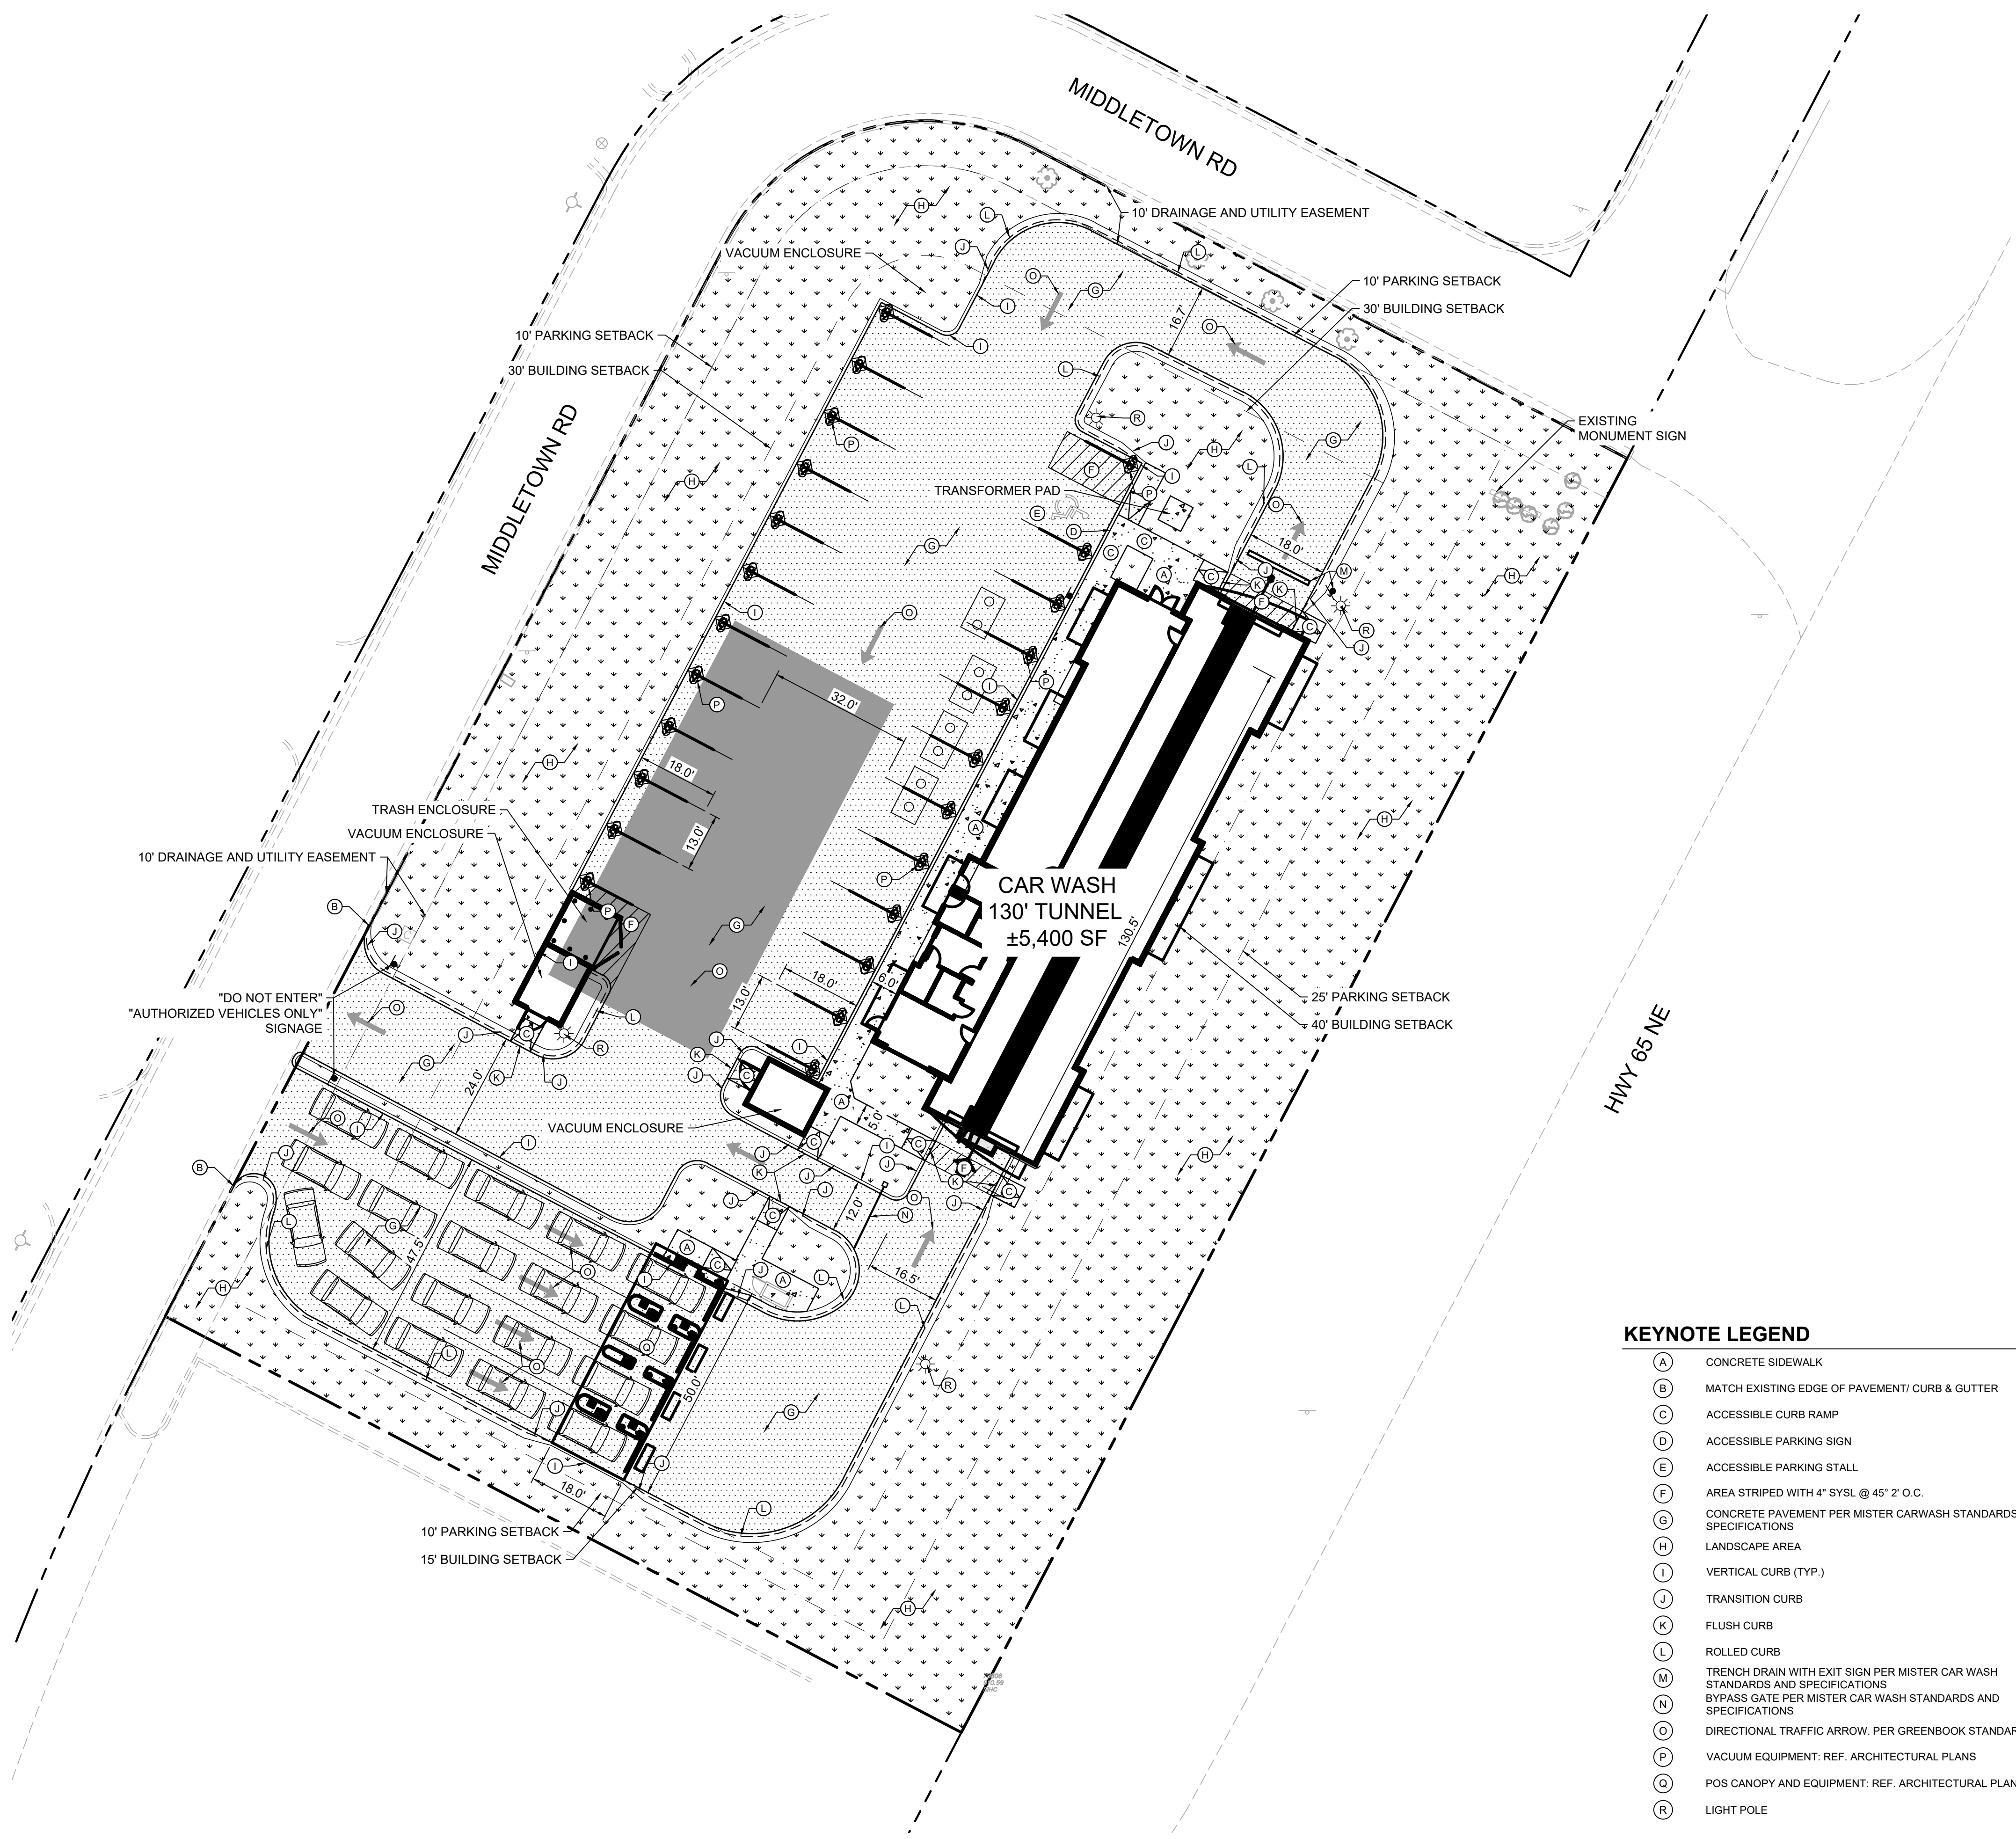 MIDDLETOWN RD
10' DRAINAGE AND UTILITY EASEMENT
VACUUM ENCLOSURE
10' PARKING SETBACK
30' BUILDING SETBACK
16.7'
10' PARKING SETBACK
30' BUILDING SETBACK
MIDDLETOWN RD
EXISTING
MONUMENT SIGN
TRANSFORMER PAD
18.0'
32.0'
18.0'
13.0'
TRASH ENCLOSURE
VACUUM ENCLOSURE
10' DRAINAGE AND UTILITY EASEMENT
CAR WASH
130' TUNNEL
±5,400 SF
130.5'
"DO NOT ENTER"
"AUTHORIZED VEHICLES ONLY"
SIGNAGE
18.0'
13.0'
6.0'
25' PARKING SETBACK
40' BUILDING SETBACK
HWY 65 NE
24.0'
VACUUM ENCLOSURE
5.0'
12.0'
47.5'
16.5'
50.0'
18.0'
10' PARKING SETBACK
15' BUILDING SETBACK
KEYNOTE LEGEND
A CONCRETE SIDEWALK
B MATCH EXISTING EDGE OF PAVEMENT/ CURB & GUTTER
C ACCESSIBLE CURB RAMP
D ACCESSIBLE PARKING SIGN
E ACCESSIBLE PARKING STALL
F AREA STRIPED WITH 4" SYSL @ 45° 2' O.C.
G CONCRETE PAVEMENT PER MISTER CARWASH STANDARDS
SPECIFICATIONS
H LANDSCAPE AREA
I VERTICAL CURB (TYP.)
J TRANSITION CURB
K FLUSH CURB
L ROLLED CURB
M TRENCH DRAIN WITH EXIT SIGN PER MISTER CAR WASH
STANDARDS AND SPECIFICATIONS
N BYPASS GATE PER MISTER CAR WASH STANDARDS AND
SPECIFICATIONS
O DIRECTIONAL TRAFFIC ARROW. PER GREENBOOK
P VACUUM EQUIPMENT: REF. ARCHITECTURAL PLANS
Q POS CANOPY AND EQUIPMENT: REF. ARCHITECTURAL
R LIGHT POLE